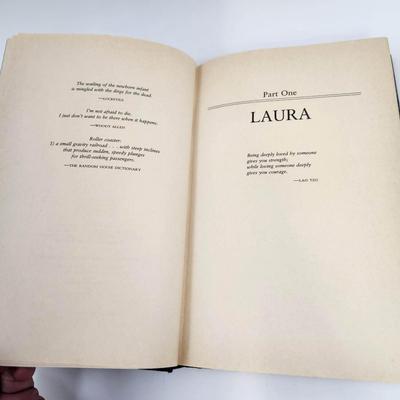 The wailing of the newborn infant
is mingled with the dirge for the dead.
—LUCRETIUS
I'm not afraid to die.
I just don't want to be there when it happens.
—WOODY ALLEN
Roller coaster:
1) a small gravity railroad . . . with steep inclines
that produce sudden, speedy plunges
for thrill-seeking passengers.
—THE RANDOM HOUSE DICTIONARY
Part One
LAURA
Being deeply loved by someone
gives you strength;
while loving someone deeply
gives you courage.
—LAO TZU